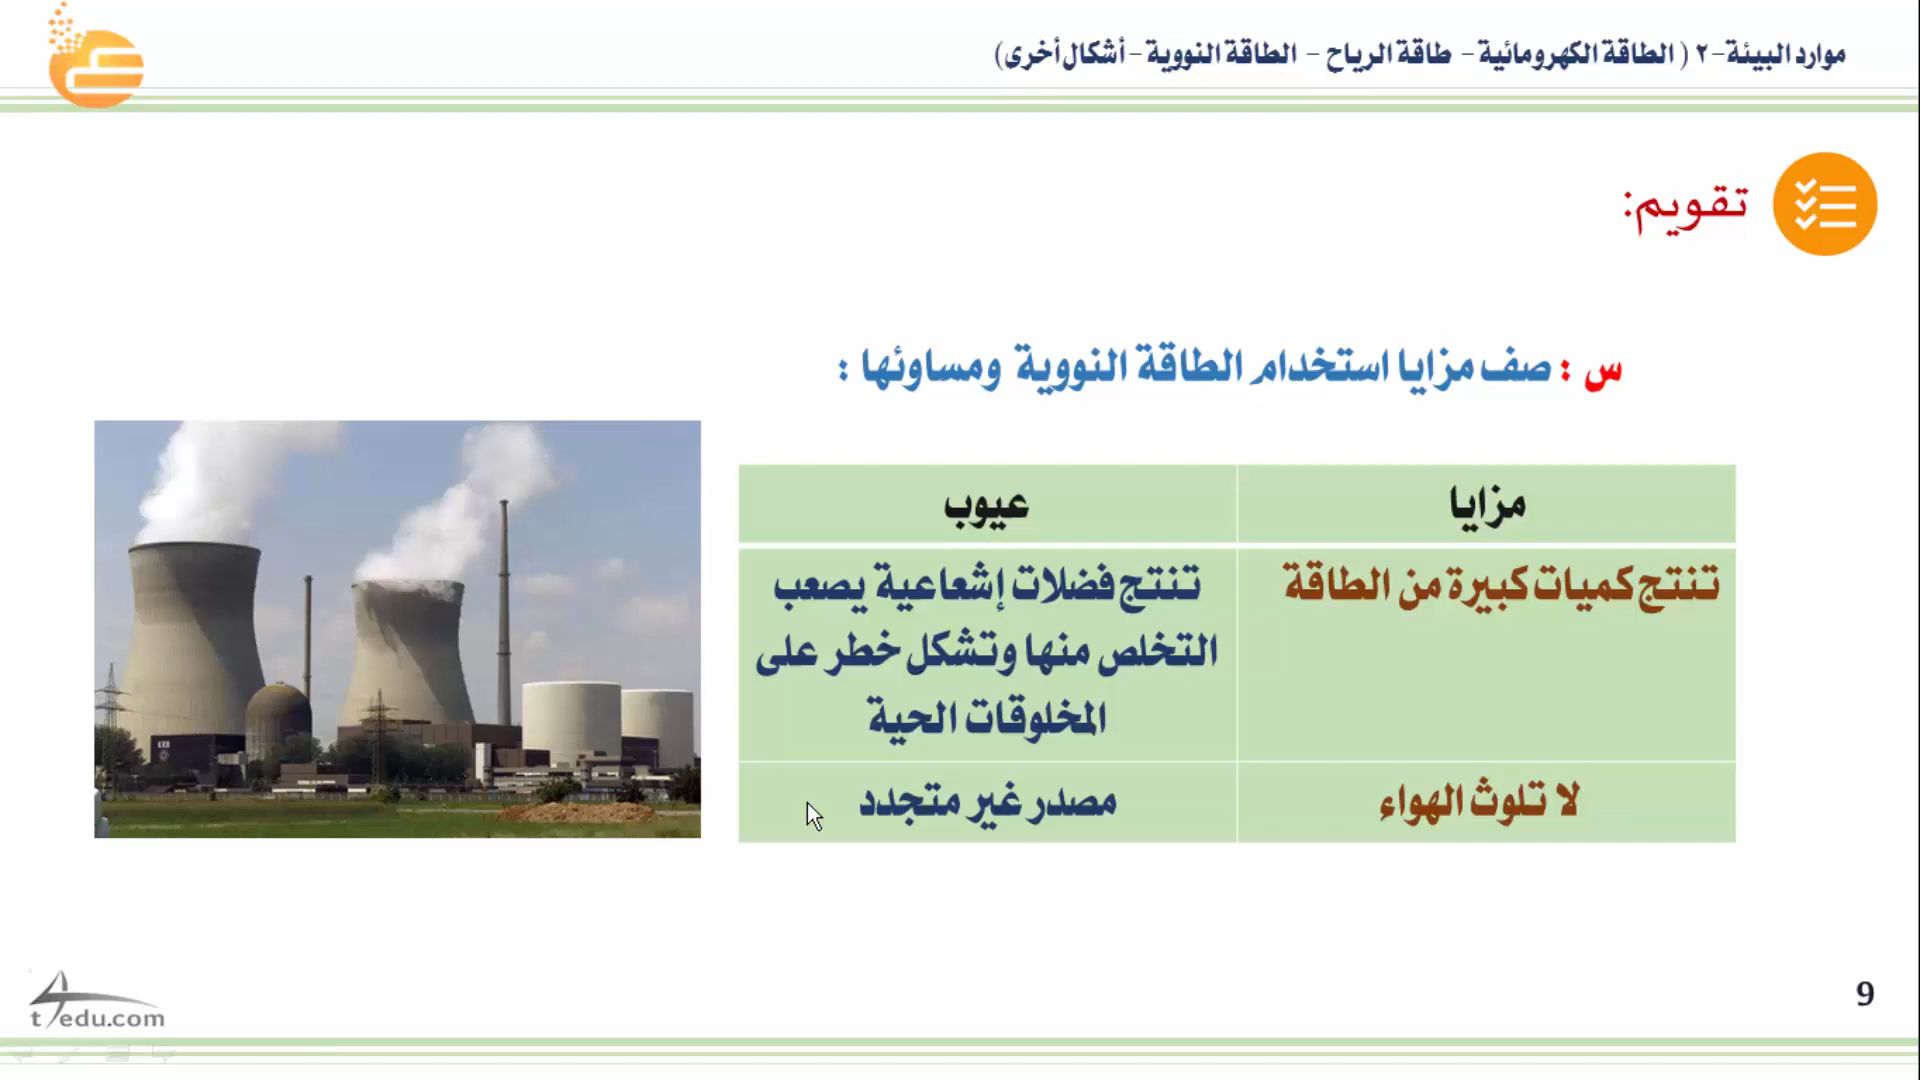 موارد البيئة-٢ ( الطاقة الكهرومائية - طاقة الرياح - الطاقة النووية - أشكال أخرى)
تقويم:
س : صف مزايا استخدام الطاقة النووية ومساوئها :
مزايا
عيوب
تنتج كميات كبيرة من الطاقة
تنتج فضلات إشعاعية يصعب
التخلص منها وتشكل خطر على
المخلوقات الحية
لا تلوث الهواء
مصدر غير متجدد
t4edu.com
9